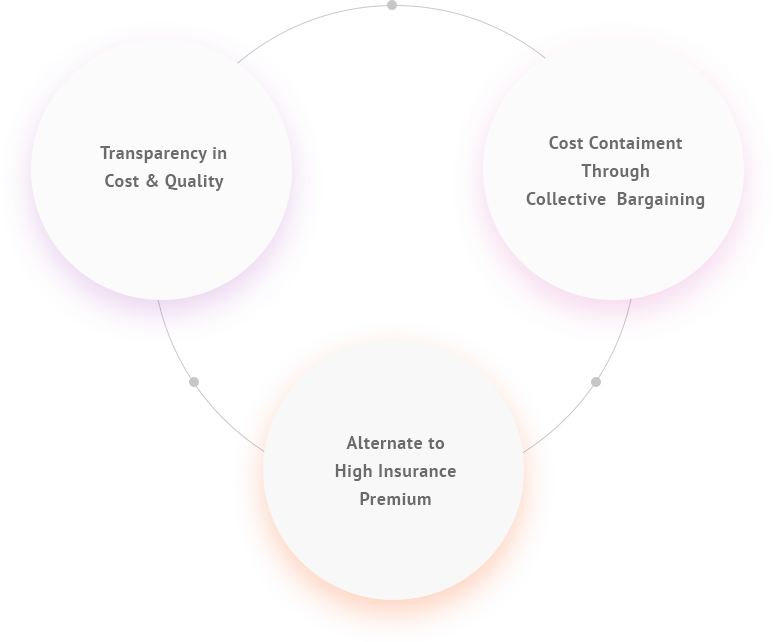 Transparency in
Cost & Quality
Cost Contaiment
Through
Collective  Bargaining
Alternate to
High Insurance
Premium